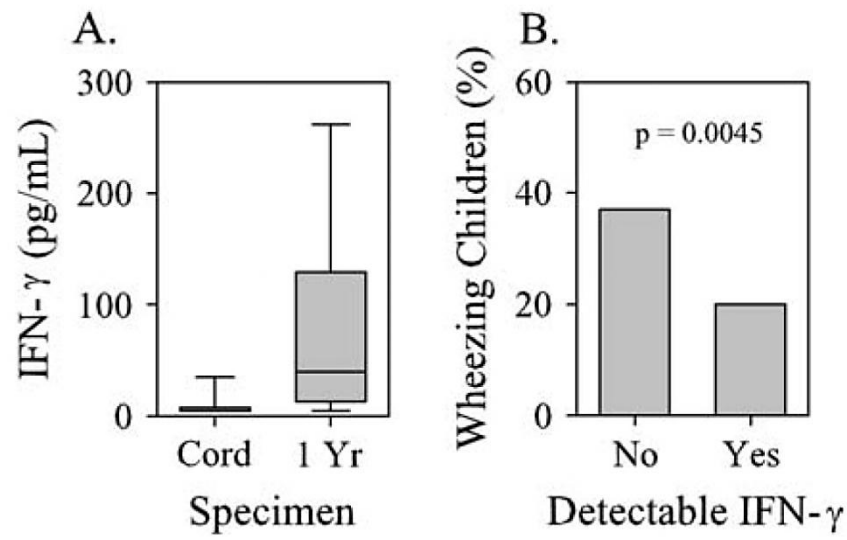 A.
IFN-γ (pg/mL)
300
200
100
0
Cord 1 Yr
Specimen
B.
Wheezing Children (%)
60
40
20
0
p = 0.0045
No Yes
Detectable IFN-γ